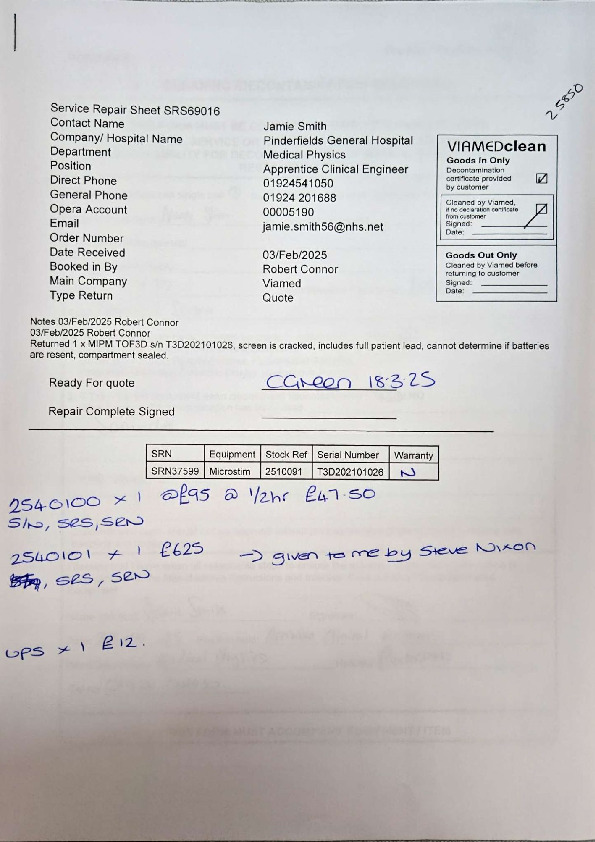 25850
Service Repair Sheet SRS69016
Contact Name Jamie Smith
Company/ Hospital Name Pinderfields General Hospital
Department Medical Physics
Position Apprentice Clinical Engineer
Direct Phone 01924541050
General Phone 01924 201688
Opera Account 00005190
Email jamie.smith56@nhs.net
Order Number
Date Received 03/Feb/2025
Booked in By Robert Connor
Main Company Viamed
Type Return Quote
VIAMEDclean
Goods In Only
Decontamination
certificate provided
by customer
Cleaned by Viamed,
if no declaration certificate
from customer
Signed:
Date:
Goods Out Only
Cleaned by Viamed before
returning to customer
Signed:
Date:
Notes 03/Feb/2025 Robert Connor
03/Feb/2025 Robert Connor
Returned 1 x MIPM TOF3D s/n T3D202101026, screen is cracked, includes full patient lead, cannot determine if batteries
are resent, compartment sealed.
Ready For quote CGreen 18.3.25
Repair Complete Signed
SRN Equipment Stock Ref Serial Number Warranty
SRN37599 Microstim 2510091 T3D202101026 N
2540100 x 1 @£95 @ 1/2hr £47.50
S/N, SRS, SRN
2540101 x 1 £625 → given to me by Steve Nixon
, SRS, SRN
UPS x 1 £12.